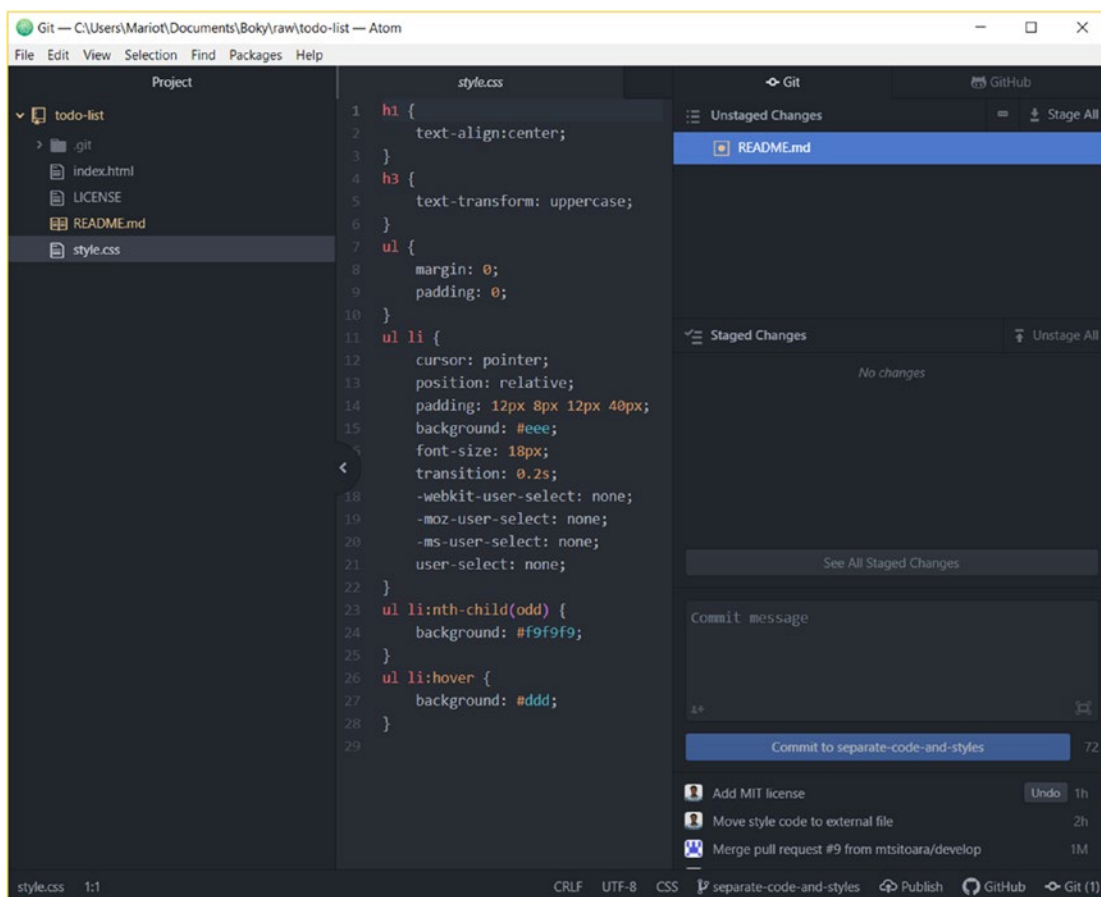 Git — C:\Users\Mariot\Documents\Boky\raw\todo-list — Atom
File Edit View Selection Find Packages Help
Project
todo-list
.git
index.html
LICENSE
README.md
style.css
style.css
1 h1 {
2 text-align:center;
3 }
4 h3 {
5 text-transform: uppercase;
6 }
7 ul {
8 margin: 0;
9 padding: 0;
10 }
11 ul li {
12 cursor: pointer;
13 position: relative;
14 padding: 12px 8px 12px 40px;
15 background: #eee;
font-size: 18px;
transition: 0.2s;
18 -webkit-user-select: none;
19 -moz-user-select: none;
20 -ms-user-select: none;
21 user-select: none;
22 }
23 ul li:nth-child(odd) {
24 background: #f9f9f9;
25 }
26 ul li:hover {
27 background: #ddd;
28 }
29
Git GitHub
Unstaged Changes Stage All
README.md
Staged Changes Unstage All
No changes
See All Staged Changes
Commit message
Commit to separate-code-and-styles 72
Add MIT license Undo 1h
Move style code to external file 2h
Merge pull request #9 from mtsitoara/develop 1M
style.css 1:1 CRLF UTF-8 CSS separate-code-and-styles Publish GitHub Git (1)